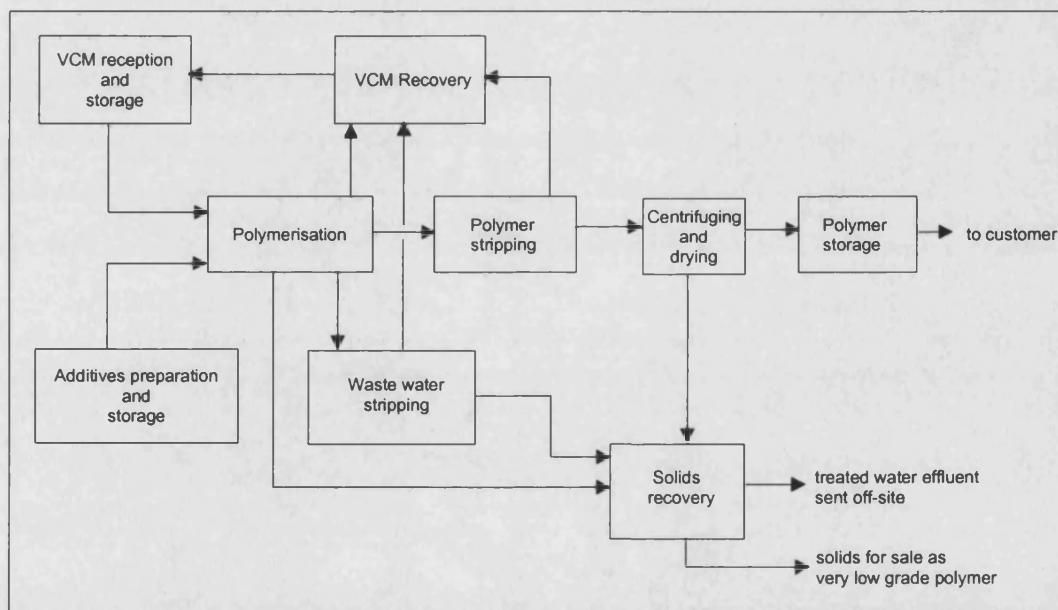 VCM reception
and
storage
VCM Recovery
Polymerisation
Polymer
stripping
Centrifuging
and
drying
Polymer
storage
to customer
Additives preparation
and
storage
Waste water
stripping
Solids
recovery
treated water effluent
sent off-site
solids for sale as
very low grade polymer